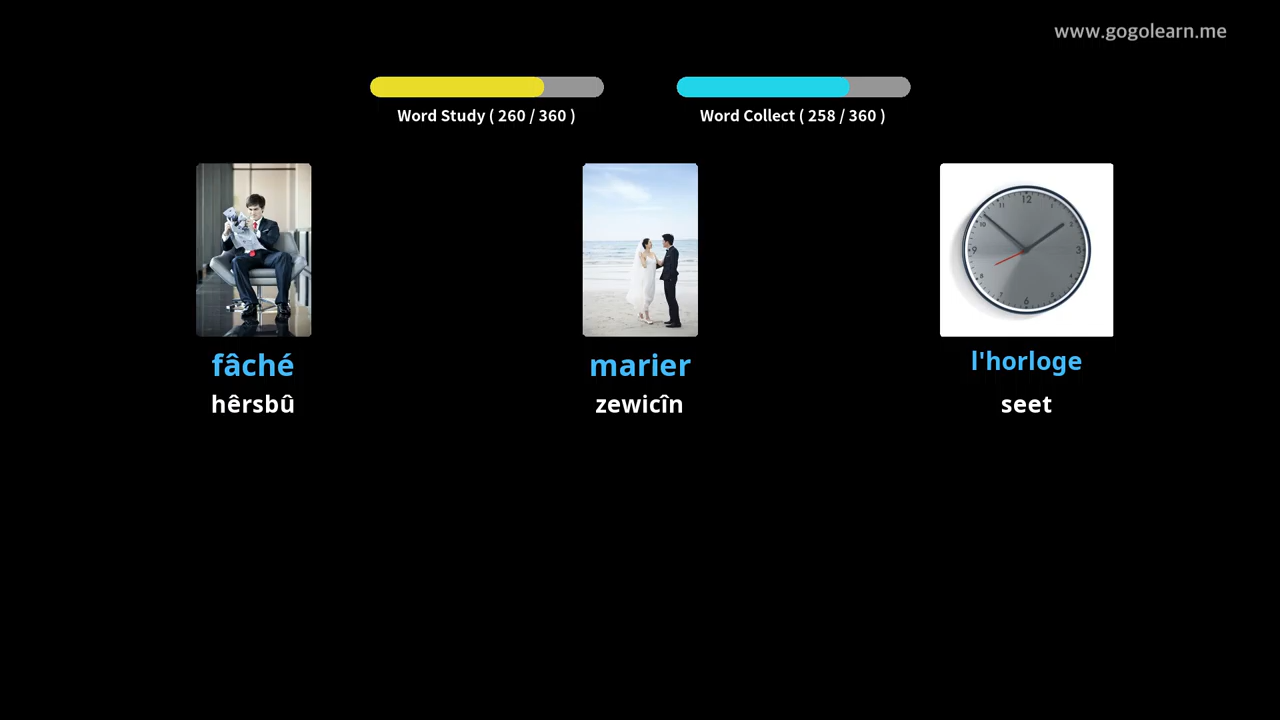 www.gogolearn.me
Word Study ( 260 / 360 )
Word Collect ( 258 / 360 )
fâché
marier
l'horloge
hêrsbû
zewicîn
seet